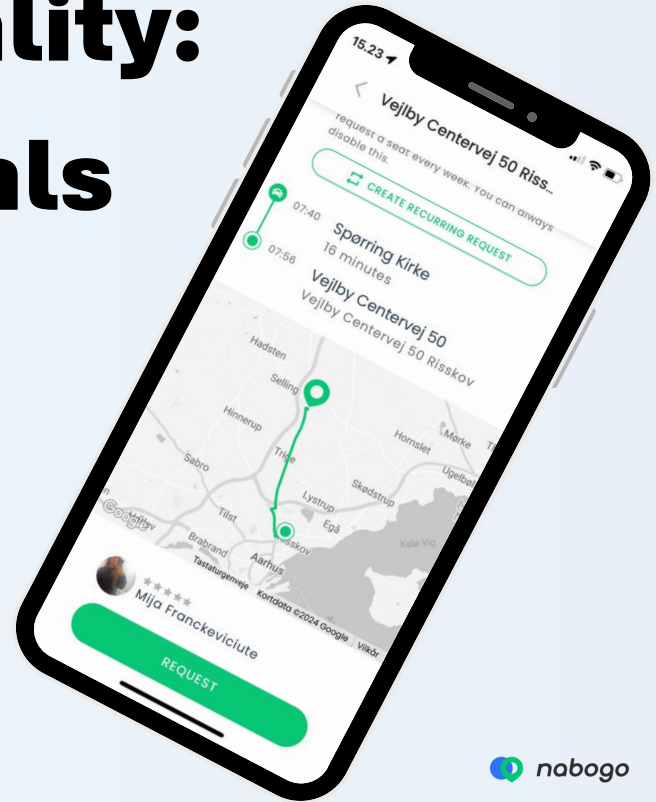 ality:
als
15.23
Vejlby Centervej 50 Riss...
request a seat every week. You can always
disable this.
CREATE RECURRING REQUEST
07:40
Spørring Kirke
16 minutes
07:56
Vejlby Centervej 50
Vejlby Centervej 50 Risskov
Hadsten
Selling
Hinnerup
Hornslet
Mørke
Trige
Sabro
Skødstrup
Lystrup
Tilst
Egå
Risskov
Kalø Vig
Google
Brabrand
Aarhus
Tastaturgenveje
Kortdata ©2024 Google
Vilkår
Mija Franckeviciute
REQUEST
nabogo